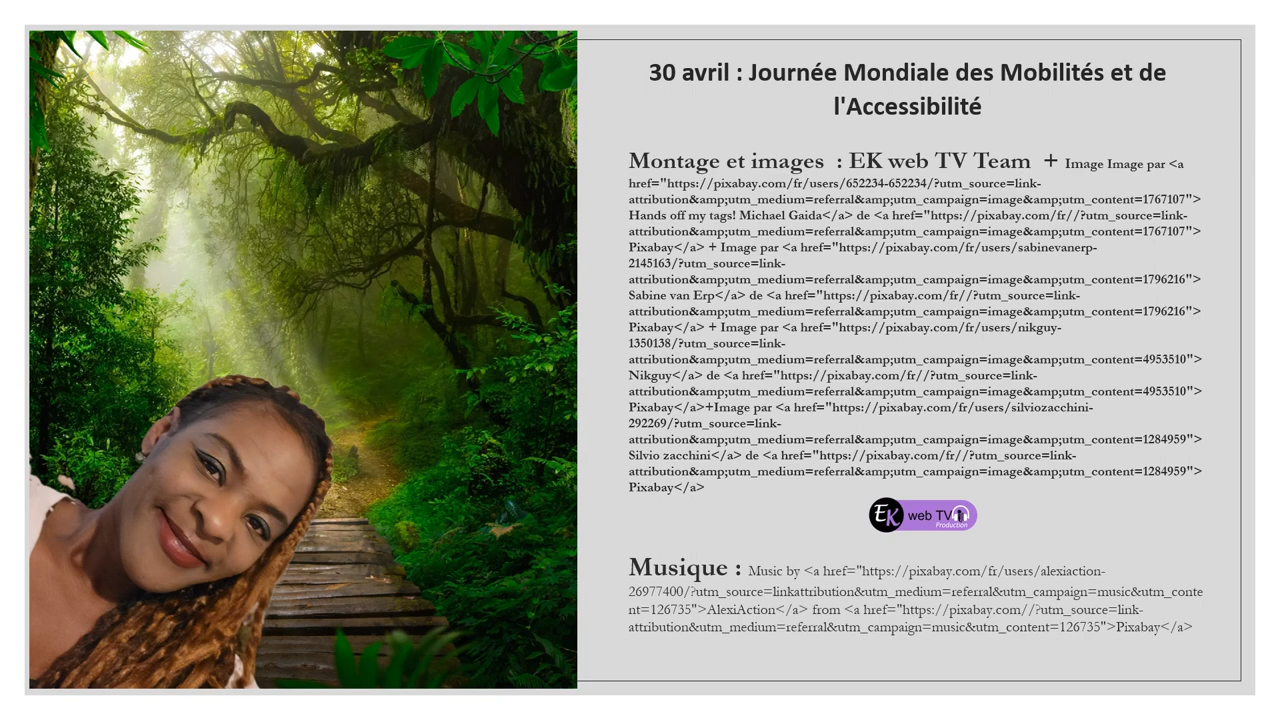 30 avril : Journée Mondiale des Mobilités et de
l'Accessibilité
Montage et images : EK web TV Team + Image Image par <a
href="https://pixabay.com/fr/users/652234-652234/?utm_source=link-
attribution&amp;utm_medium=referral&amp;utm_content=1767107">
Hands off my tags! Michael Gaida</a> de <a href="https://pixabay.com/fr//?utm_source=link-
attribution&amp;utm_medium=referral&amp;utm_campaign=image&amp;utm_content=1767107">
Pixabay</a> + Image par <a href="https://pixabay.com/fr/users/sabinevanerp-
2145163/?utm_source=link-
attribution&amp;utm_medium=referral&amp;utm_campaign=image&amp;utm_content=1796216">
Sabine van Erp</a> de <a href="https://pixabay.com/fr//?utm_source=link-
attribution&amp;utm_medium=referral&amp;utm_campaign=image&amp;utm_content=1796216">
Pixabay</a> + Image par <a href="https://pixabay.com/fr/users/nikguy-
1350138/?utm_source=link-
attribution&amp;utm_medium=referral&amp;utm_campaign=image&amp;utm_content=4953510">
Nikguy</a> de <a href="https://pixabay.com/fr//?utm_source=link-
attribution&amp;utm_medium=referral&amp;utm_campaign=image&amp;utm_content=4953510">
Pixabay</a>+Image par <a href="https://pixabay.com/fr/users/silviozacchini-
292269/?utm_source=link-
attribution&amp;utm_medium=referral&amp;utm_campaign=image&amp;utm_content=1284959">
Silvio zacchini</a> de <a href="https://pixabay.com/fr//?utm_source=link-
attribution&amp;utm_medium=referral&amp;utm_campaign=image&amp;utm_content=1284959">
Pixabay</a>
EK web TV
Production
Musique : Music by <a href="https://pixabay.com/fr/users/alexiaction-
26977400/?utm_source=linkattribution&utm_medium=referral&utm_campaign=music&utm_conte
nt=126735">AlexiAction</a> from <a href="https://pixabay.com//?utm_source=link-
attribution&utm_medium=referral&utm_campaign=music&utm_content=126735">Pixabay</a>